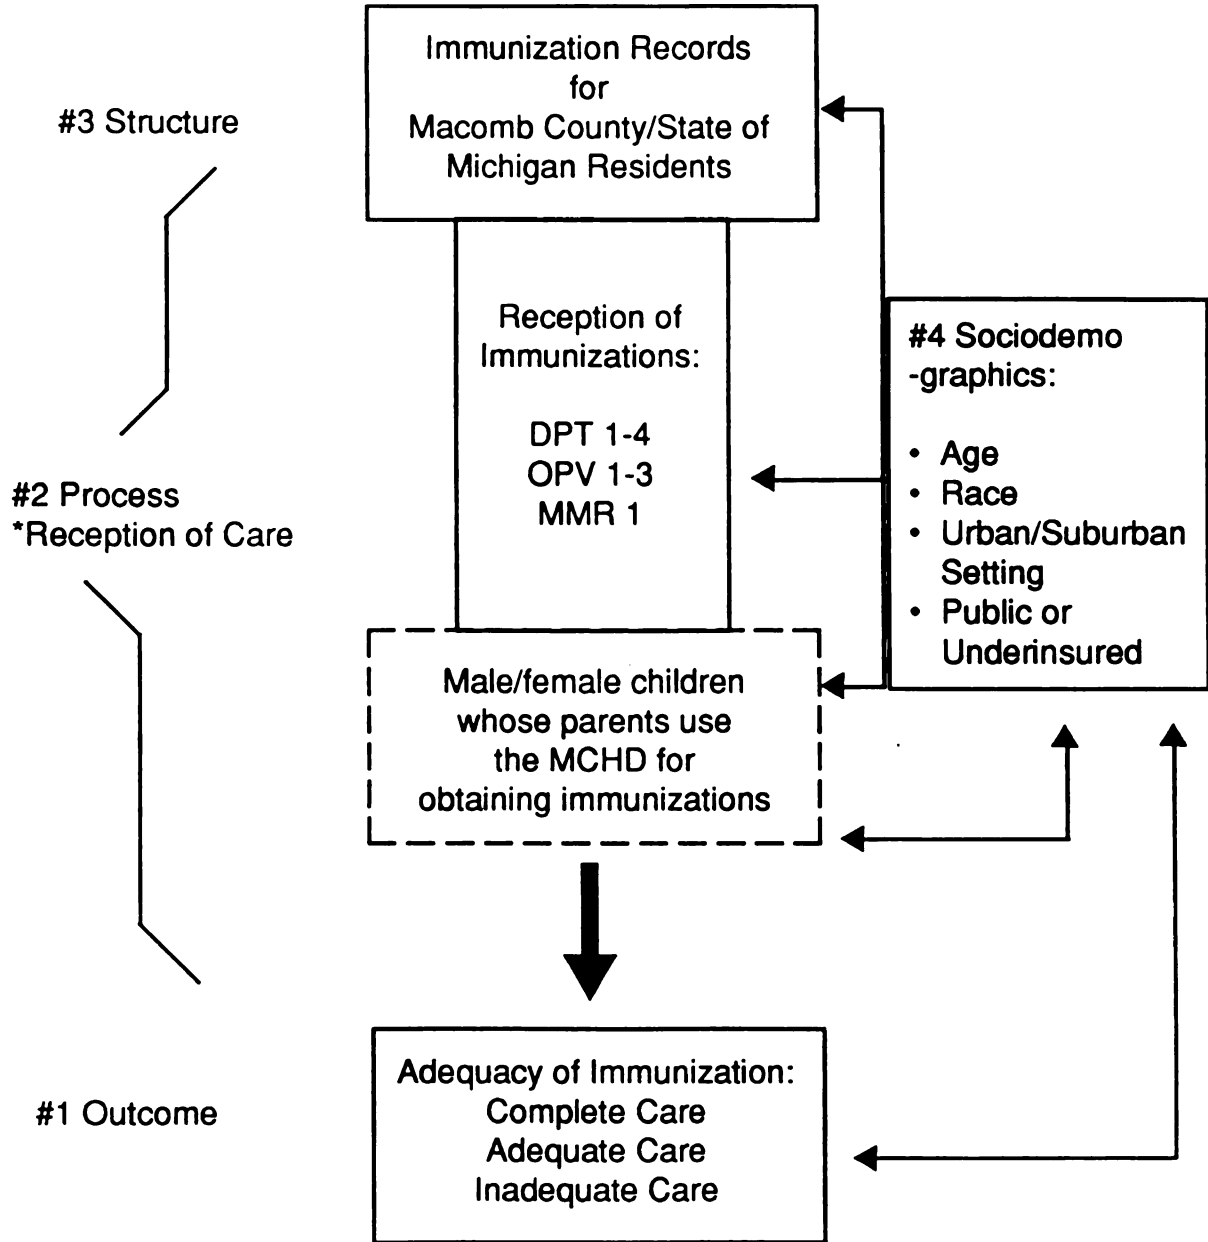 Immunization Records
for
Macomb County/State of
Michigan Residents
#3 Structure
Reception of
Immunizations:
DPT 1-4
OPV 1-3
MMR 1
#4 Sociodemo
-graphics:
• Age
• Race
• Urban/Suburban
Setting
• Public or
Underinsured
#2 Process
*Reception of Care
Male/female children
whose parents use
the MCHD for
obtaining immunizations
#1 Outcome
Adequacy of Immunization:
Complete Care
Adequate Care
Inadequate Care